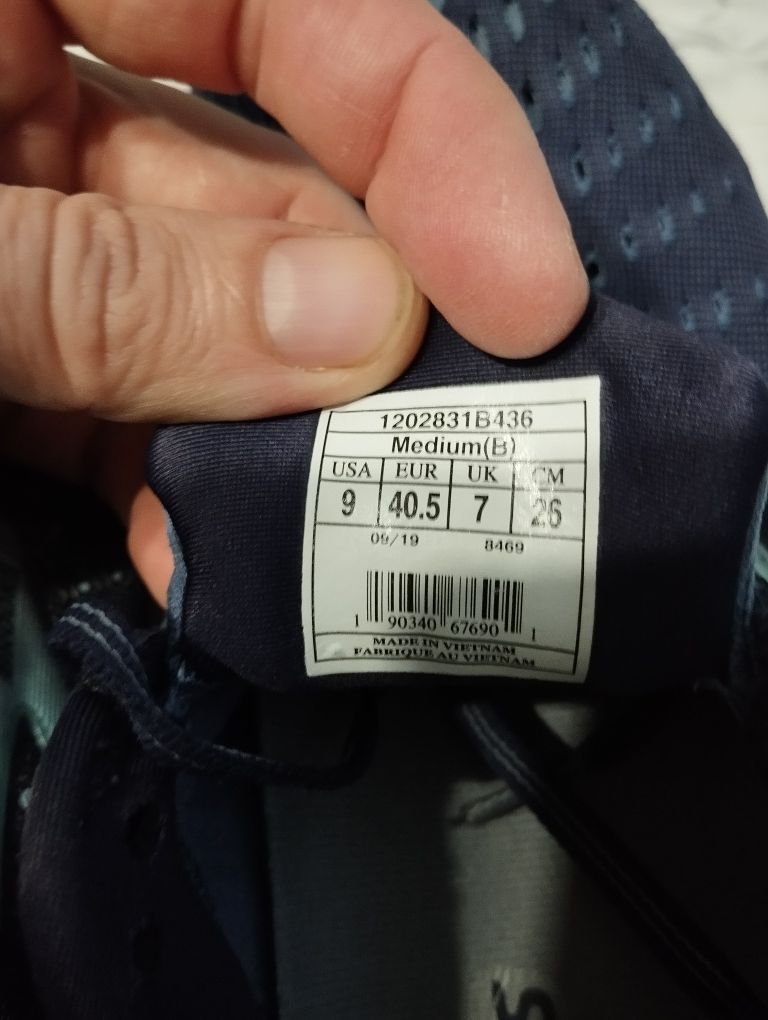 1202831B436
Medium(B)
USA EUR UK CM
9 40.5 7 26
09/19 8469
1 90340 67690 1
MADE IN VIETNAM
FABRIQUE AU VIETNAM
S